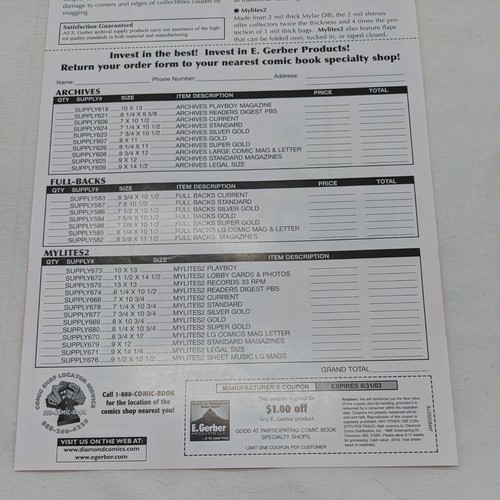 damage to corners and edges of collectibles caused by
snagging.
Satisfaction Guaranteed
All E. Gerber archival supply products carry our assurance of the high-
est quality standards in both material and manufacturing.
● Mylites2
Made from 2 mil thick Mylar D®, the 2 mil sleeves
offer collectors twice the thickness and 4 times the pro-
tection of 1 mil thick bags. Mylites2 also feature flaps
that can be folded over, tucked in, or taped closed.
Invest in the best! Invest in E. Gerber Products!
Return your order form to your nearest comic book specialty shop!
Name: Phone Number: Address:
ARCHIVES
QTY SUPPLY# SIZE ITEM DESCRIPTION PRICE TOTAL
SUPPLY618 10 X 13 ARCHIVES PLAYBOY MAGAZINE
SUPPLY621 6 1/4 X 8 5/8 ARCHIVES READERS DIGEST PBS
SUPPLY606 7 X 10 1/2 ARCHIVES CURRENT
SUPPLY624 7 1/4 X 10 1/2 ARCHIVES STANDARD
SUPPLY623 7 3/4 X 10 1/2 ARCHIVES SILVER GOLD
SUPPLY607 8 X 11 ARCHIVES GOLD
SUPPLY626 8 1/4 X 11 ARCHIVES SUPER GOLD
SUPPLY608 8 3/4 X 12 ARCHIVES LARGE COMIC MAG & LETTER
SUPPLY625 9 X 12 ARCHIVES STANDARD MAGAZINES
SUPPLY609 9 X 14 1/2 ARCHIVES LEGAL SIZE
FULL-BACKS
QTY SUPPLY# SIZE ITEM DESCRIPTION PRICE TOTAL
SUPPLY583 6 3/4 X 10 1/2 FULL BACKS CURRENT
SUPPLY587 7 X 10 1/2 FULL BACKS STANDARD
SUPPLY586 7 1/2 X 10 1/2 FULL BACKS SILVER GOLD
SUPPLY584 7 5/8 X 10 1/2 FULL BACKS GOLD
SUPPLY588 7 7/8 X 10 1/2 FULL BACKS SUPER GOLD
SUPPLY585 8 1/4 X 10 1/2 FULL BACKS LG COMIC MAG & LETTER
SUPPLY582 8 5/8 X 11 1/2 FULL BACKS MAGAZINES
MYLITES2
QTY SUPPLY# SIZE ITEM DESCRIPTION PRICE TOTAL
SUPPLY673 10 X 13 MYLITES2 PLAYBOY
SUPPLY672 11 1/2 X 14 1/2 MYLITES2 LOBBY CARDS & PHOTOS
SUPPLY675 13 X 13 MYLITES2 RECORDS 33 RPM
SUPPLY674 6 1/4 X 10 1/2 MYLITES2 READERS DIGEST PBS
SUPPLY668 7 X 10 3/4 MYLITES2 CURRENT
SUPPLY678 7 1/4 X 10 3/4 MYLITES2 STANDARD
SUPPLY677 7 3/4 X 10 3/4 MYLITES2 SILVER GOLD
SUPPLY669 8 X 10 3/4 MYLITES2 GOLD
SUPPLY680 8 1/4 X 10 3/4 MYLITES2 SUPER GOLD
SUPPLY670 8 3/4 X 12 MYLITES2 LG COMICS MAG LETTER
SUPPLY679 9 X 12 MYLITES2 STANDARD MAGAZINES
SUPPLY671 9 X 14 1/4 MYLITES2 LEGAL SIZE
SUPPLY676 9 1/2 X 12 1/2 MYLITES2 SHEET MUSIC LG MAGS
GRAND TOTAL
COMIC SHOP LOCATOR SERVICE
888-COMIC-BOOK
888-266-4226
Call 1-888-COMIC-BOOK
for the location of the
comics shop nearest you!
VISIT US ON THE WEB AT:
www.diamondcomics.com
www.egerber.com
MANUFACTURER'S COUPON EXPIRES 8/31/03
E. Gerber
PRODUCTS
This coupon is good for
$1.00 off
any E. Gerber product
GOOD AT PARTICIPATING COMIC BOOK
SPECIALTY SHOPS
LIMIT ONE COUPON PER CUSTOMER